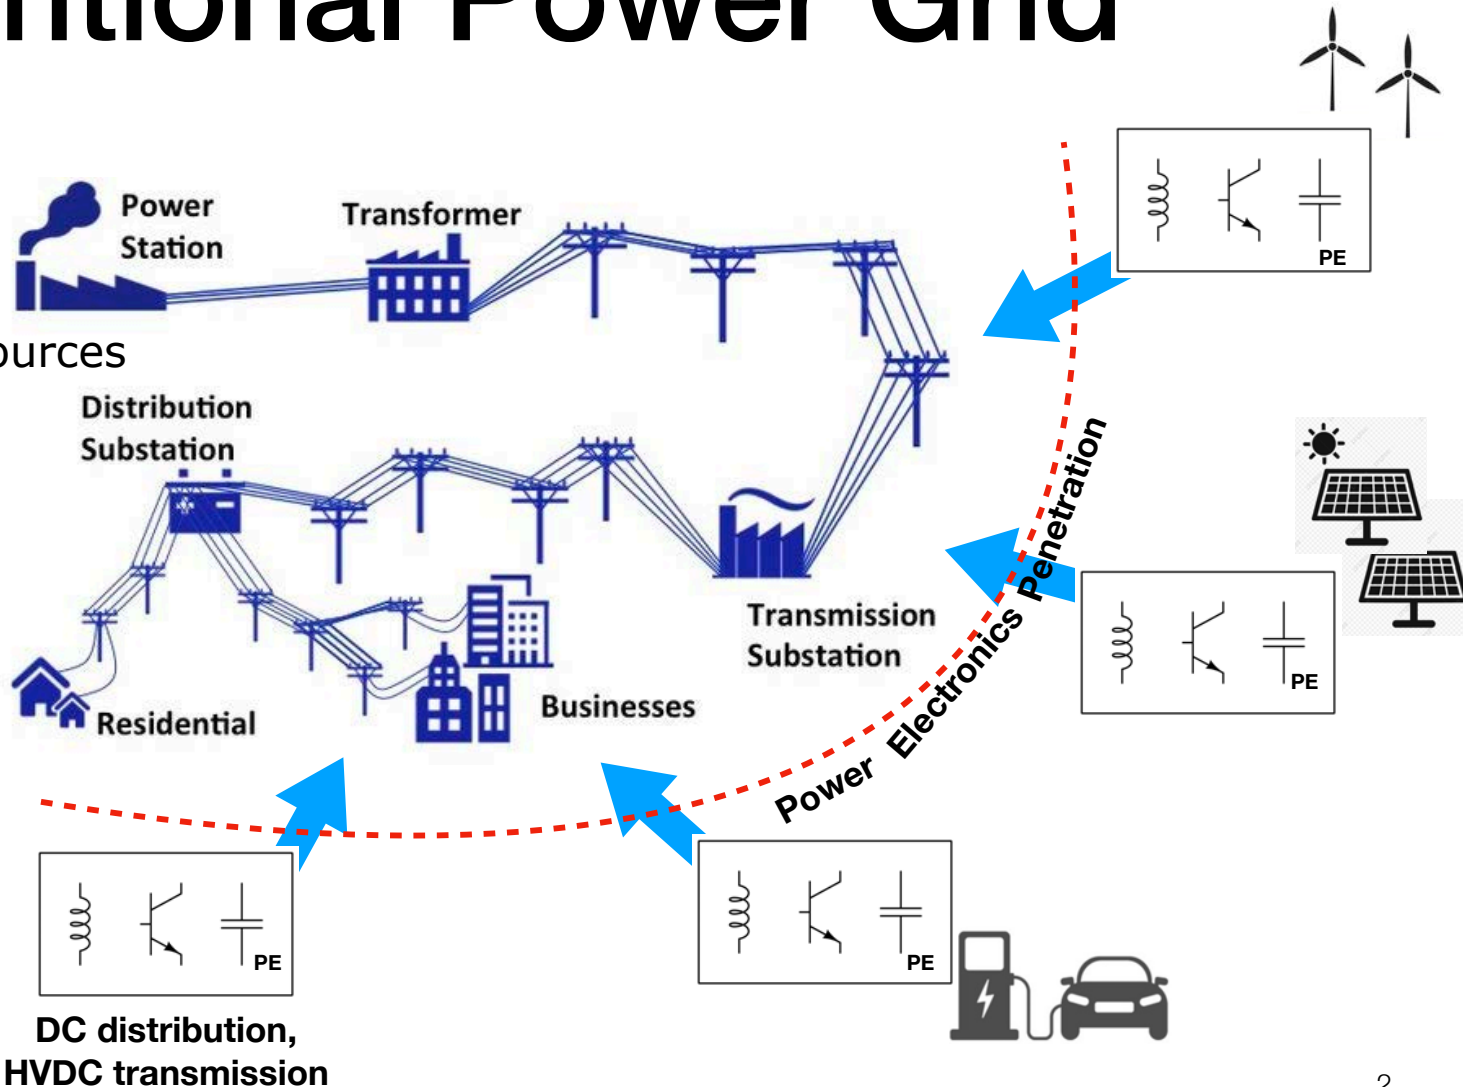 ntional Power Grid
Power
Station
Transformer
ources
Distribution
Substation
Transmission
Substation
Residential
Businesses
Power Electronics Penetration
PE
PE
PE
PE
DC distribution,
HVDC transmission
2